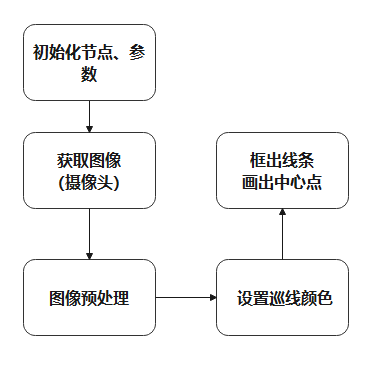 初始化节点、参
数
获取图像
(摄像头)
图像预处理
设置巡线颜色
框出线条
画出中心点